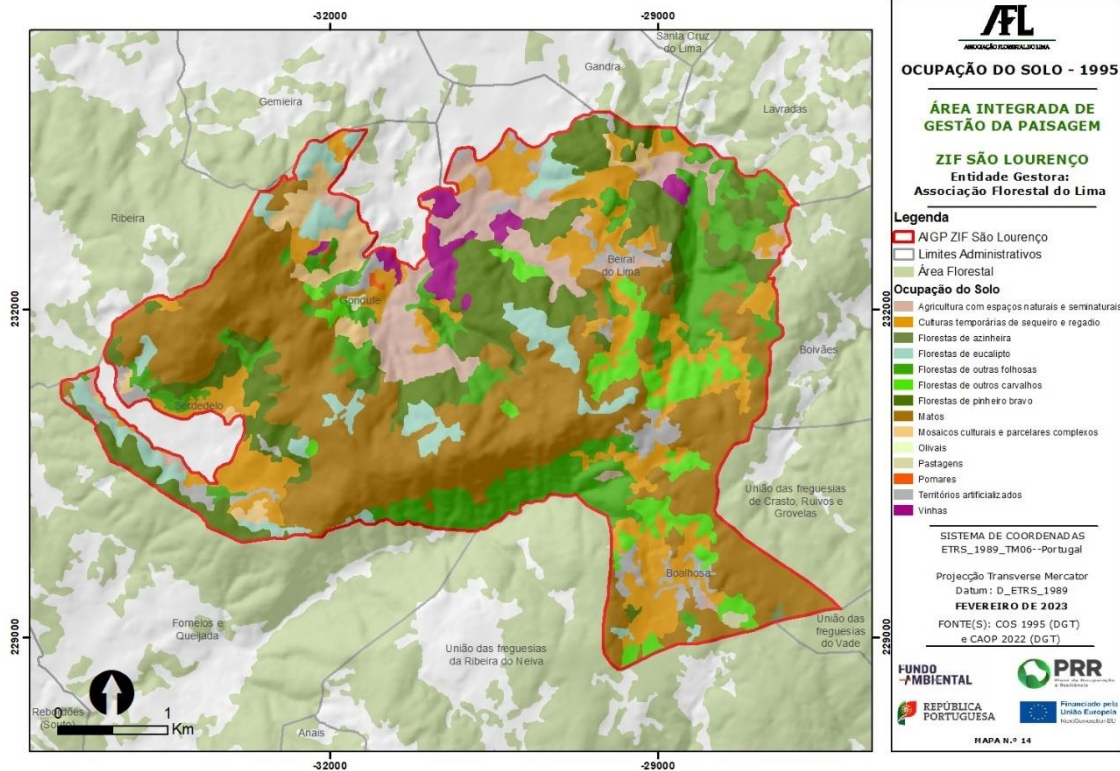 -32000
-29000
Santa Cruz
do Lima
Gandra
Gemieira
Lavradas
Ribeira
Beiral
do Lima
Gondufe
232000
232000
Boivães
Serdedelo
União das freguesias
de Crasto, Ruivos e
Grovelas
Boalhosa
229000
229000
Fornelos e
Queijada
União das freguesias
da Ribeira do Neiva
União das
freguesias
do Vade
Rebordões
(Souto)
Anais
0
1
Km
-32000
-29000
AFL
ASSOCIAÇÃO FLORESTAL DO LIMA
OCUPAÇÃO DO SOLO - 1995
ÁREA INTEGRADA DE
GESTÃO DA PAISAGEM
ZIF SÃO LOURENÇO
Entidade Gestora:
Associação Florestal do Lima
Legenda
AIGP ZIF São Lourenço
Limites Administrativos
Área Florestal
Ocupação do Solo
Agricultura com espaços naturais e seminaturais
Culturas temporárias de sequeiro e regadio
Florestas de azinheira
Florestas de eucalipto
Florestas de outras folhosas
Florestas de outros carvalhos
Florestas de pinheiro bravo
Matos
Mosaicos culturais e parcelares complexos
Olivais
Pastagens
Pomares
Territórios artificializados
Vinhas
SISTEMA DE COORDENADAS
ETRS_1989_TM06--Portugal
Projecção Transverse Mercator
Datum: D_ETRS_1989
FEVEREIRO DE 2023
FONTE(S): COS 1995 (DGT)
e CAOP 2022 (DGT)
FUNDO
AMBIENTAL
PRR
Plano de Recuperação
e Resiliência
REPÚBLICA
PORTUGUESA
Financiado pela
União Europeia
NextGenerationEU
MAPA N.º 14